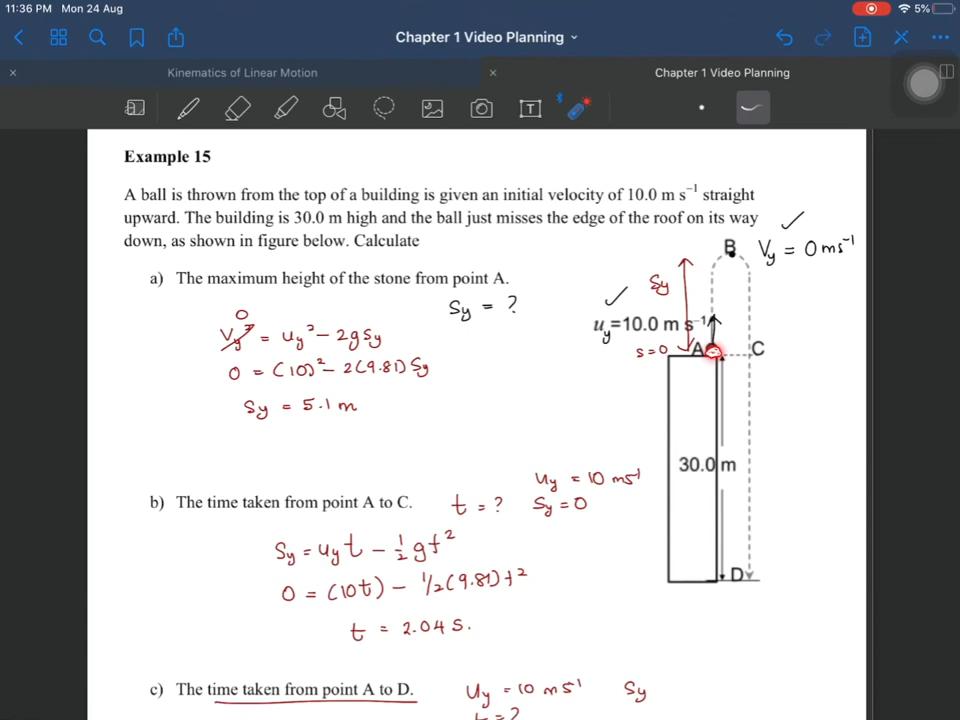 11:36 PM Mon 24 Aug 5%
Chapter 1 Video Planning
Kinematics of Linear Motion
Chapter 1 Video Planning
Example 15
A ball is thrown from the top of a building is given an initial velocity of 10.0 m s⁻¹ straight
upward. The building is 30.0 m high and the ball just misses the edge of the roof on its way
down, as shown in figure below. Calculate
B Vy = 0 ms⁻¹
a) The maximum height of the stone from point A.
Sy = ?
Sy
uy=10.0 m s⁻¹
0
Vy² = uy² - 2gSy
s=0 A C
0 = (10)² - 2(9.81) Sy
Sy = 5.1 m
30.0 m
b) The time taken from point A to C.
t = ?
uy = 10 ms⁻¹
Sy = 0
Sy = uyt - ½gt²
0 = (10t) - 1/2(9.81)t²
D
t = 2.04 s.
c) The time taken from point A to D.
uy = 10 ms⁻¹ Sy
t = ?